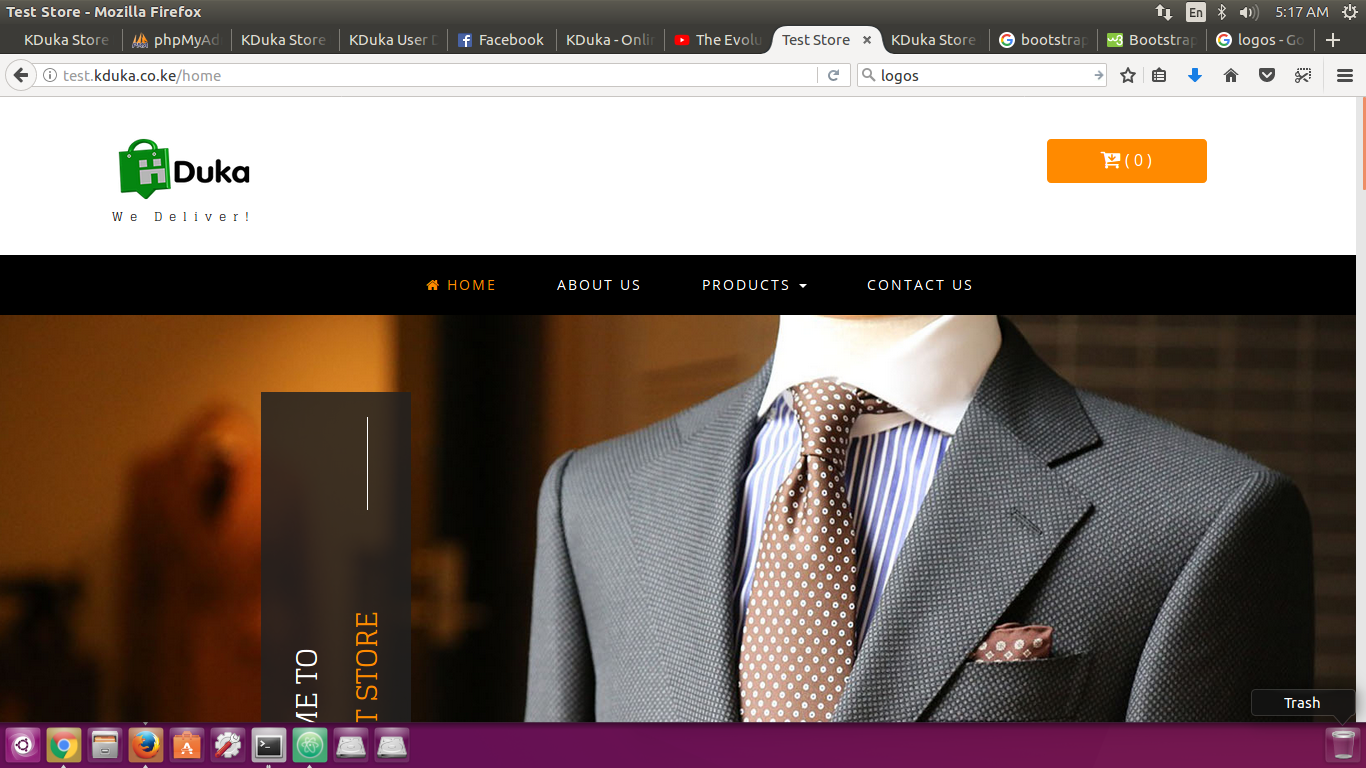 Test Store - Mozilla Firefox
En 5:17 AM
KDuka Store phpMyAd KDuka Store KDuka User D Facebook KDuka - Onlin The Evolu Test Store × KDuka Store bootstrap Bootstrap logos - Go
test.kduka.co.ke/home logos
Duka
( 0 )
We Deliver!
HOME ABOUT US PRODUCTS CONTACT US
ME TO
T STORE
Trash